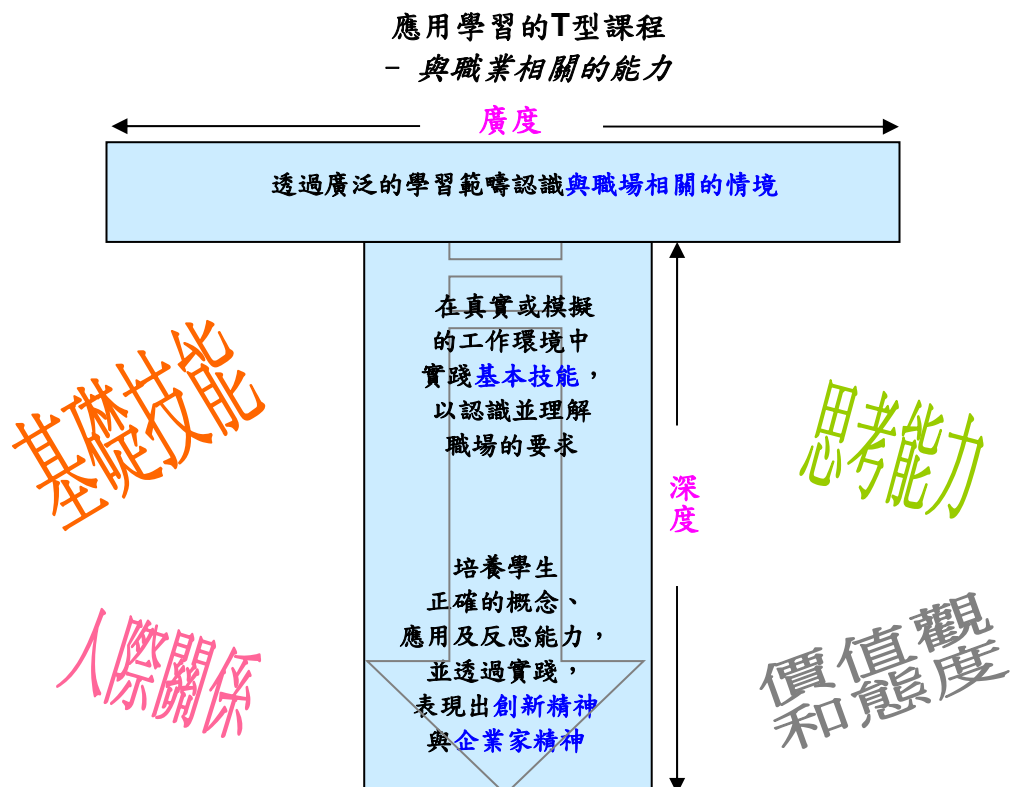 應用學習的T型課程
- 與職業相關的能力
廣度
透過廣泛的學習範疇認識與職場相關的情境
在真實或模擬
的工作環境中
實踐基本技能，
以認識並理解
職場的要求
深度
培養學生
正確的概念、
應用及反思能力，
並透過實踐，
表現出創新精神
與企業家精神
基礎技能
思考能力
人際關係
價值觀
和態度